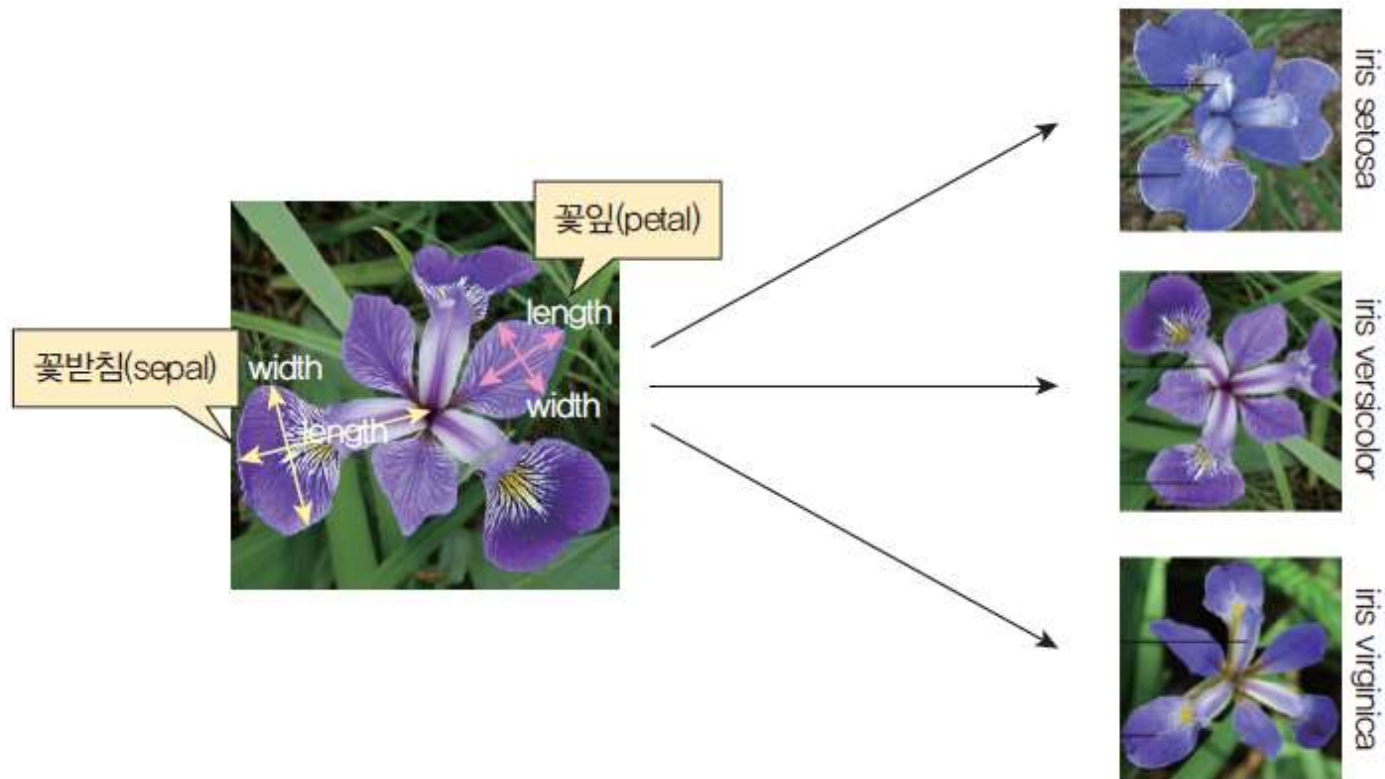 꽃잎(petal)
length
width
꽃받침(sepal)
width
length
iris setosa
iris versicolor
iris virginica